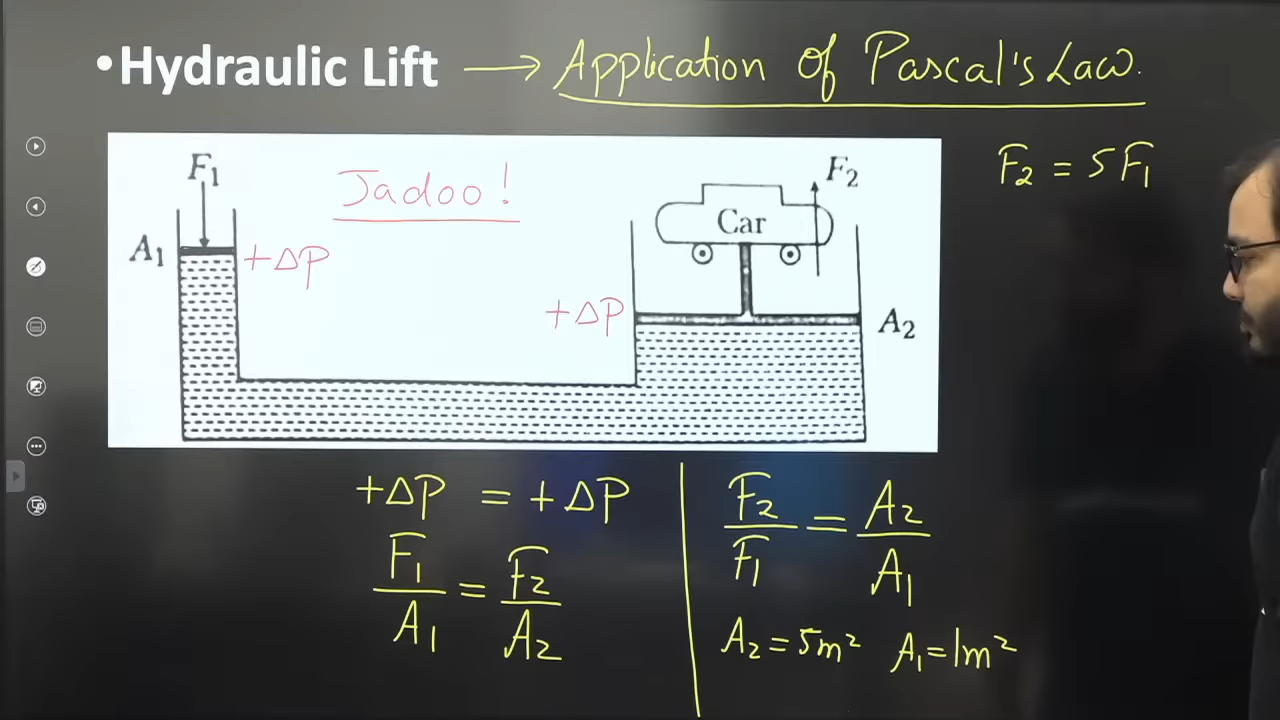 •Hydraulic Lift → Application of Pascal's Law.
F₂ = 5F₁
F₁
Jadoo!
F₂
Car
A₁
+ΔP
+ΔP
A₂
+ΔP = +ΔP
F₁/A₁ = F₂/A₂
F₂/F₁ = A₂/A₁
A₂ = 5m² A₁ = 1m²